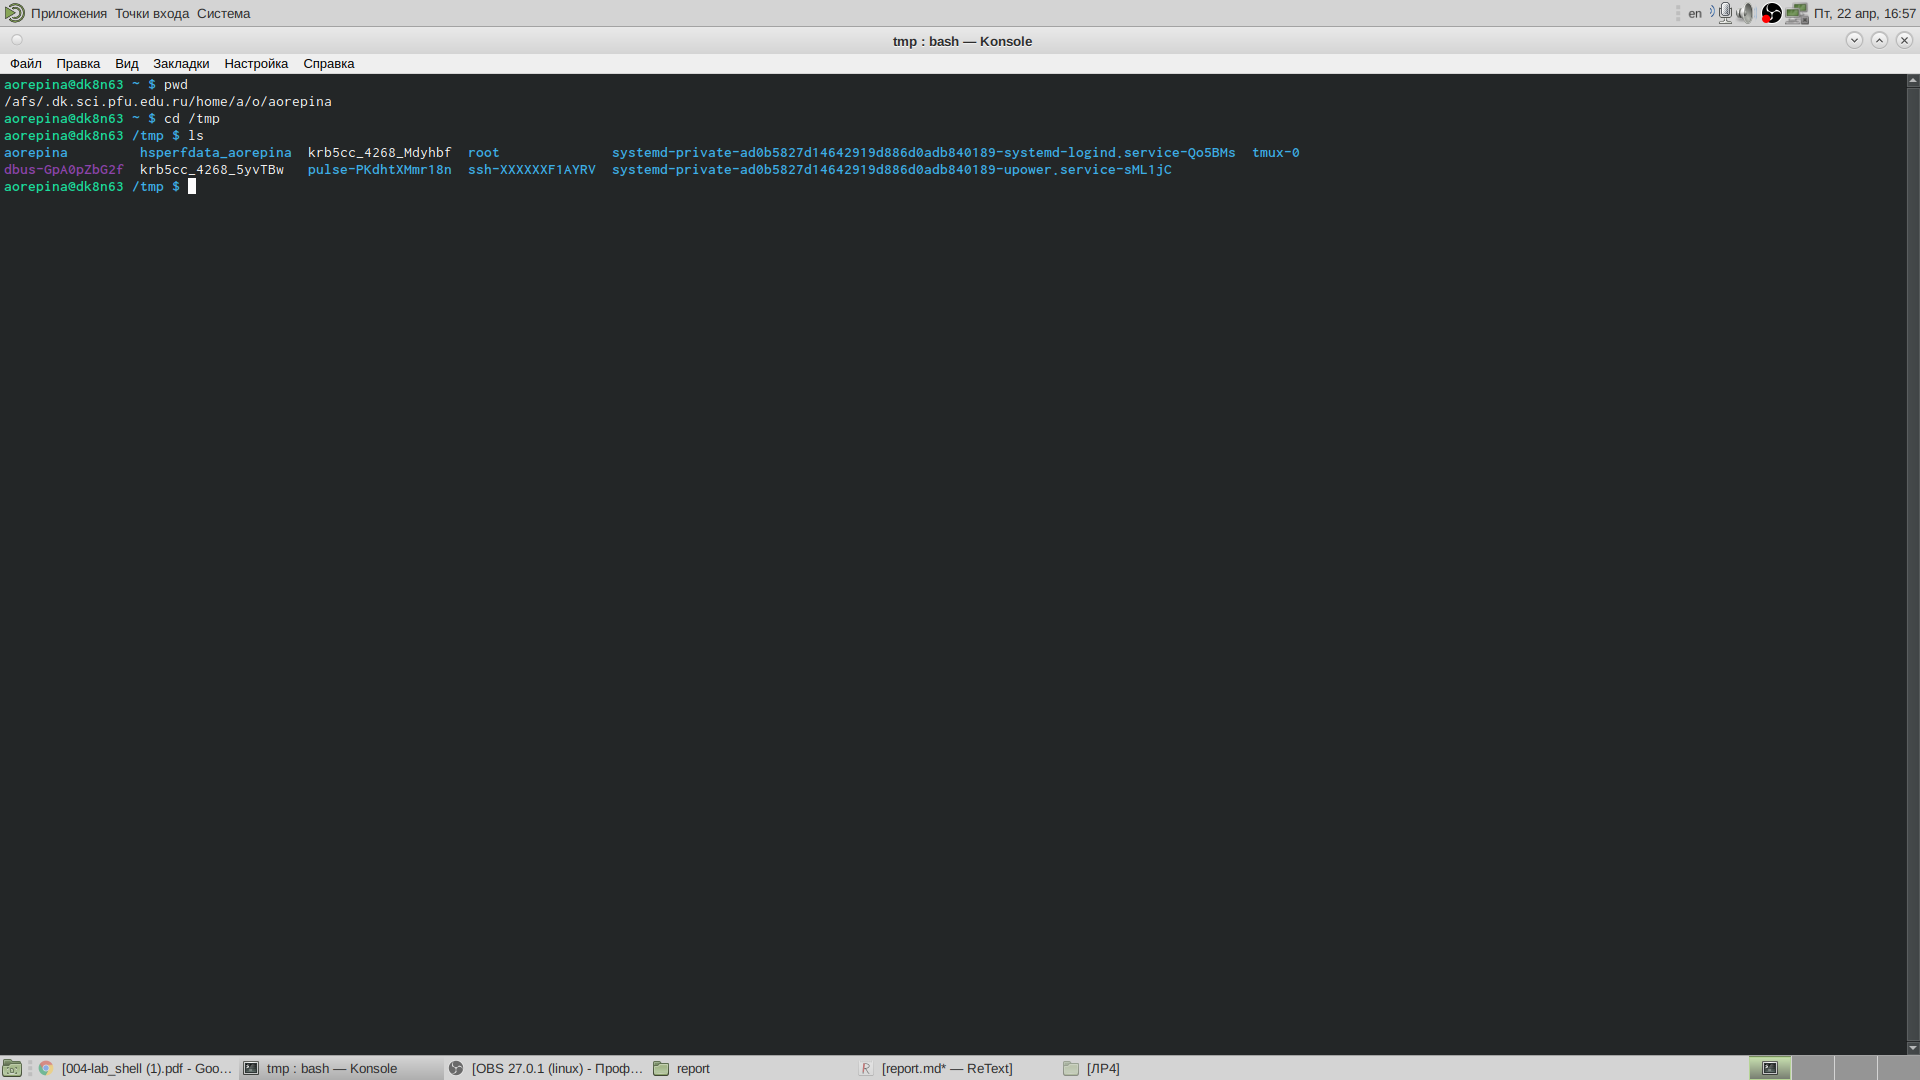 Приложения Точки входа Система en Пт, 22 апр, 16:57
tmp : bash — Konsole
Файл Правка Вид Закладки Настройка Справка
aorepina@dk8n63 ~ $ pwd
/afs/.dk.sci.pfu.edu.ru/home/a/o/aorepina
aorepina@dk8n63 ~ $ cd /tmp
aorepina@dk8n63 /tmp $ ls
aorepina hsperfdata_aorepina krb5cc_4268_Mdyhbf root systemd-private-ad0b5827d14642919d886d0adb840189-systemd-logind.service-Qo5BMs tmux-0
dbus-GpA0pZbG2f krb5cc_4268_5yvTBw pulse-PKdhtXMmr18n ssh-XXXXXXF1AYRV systemd-private-ad0b5827d14642919d886d0adb840189-upower.service-sML1jC
aorepina@dk8n63 /tmp $
[004-lab_shell (1).pdf - Goo... tmp : bash — Konsole [OBS 27.0.1 (linux) - Проф... report [report.md* — ReText] [ЛР4]